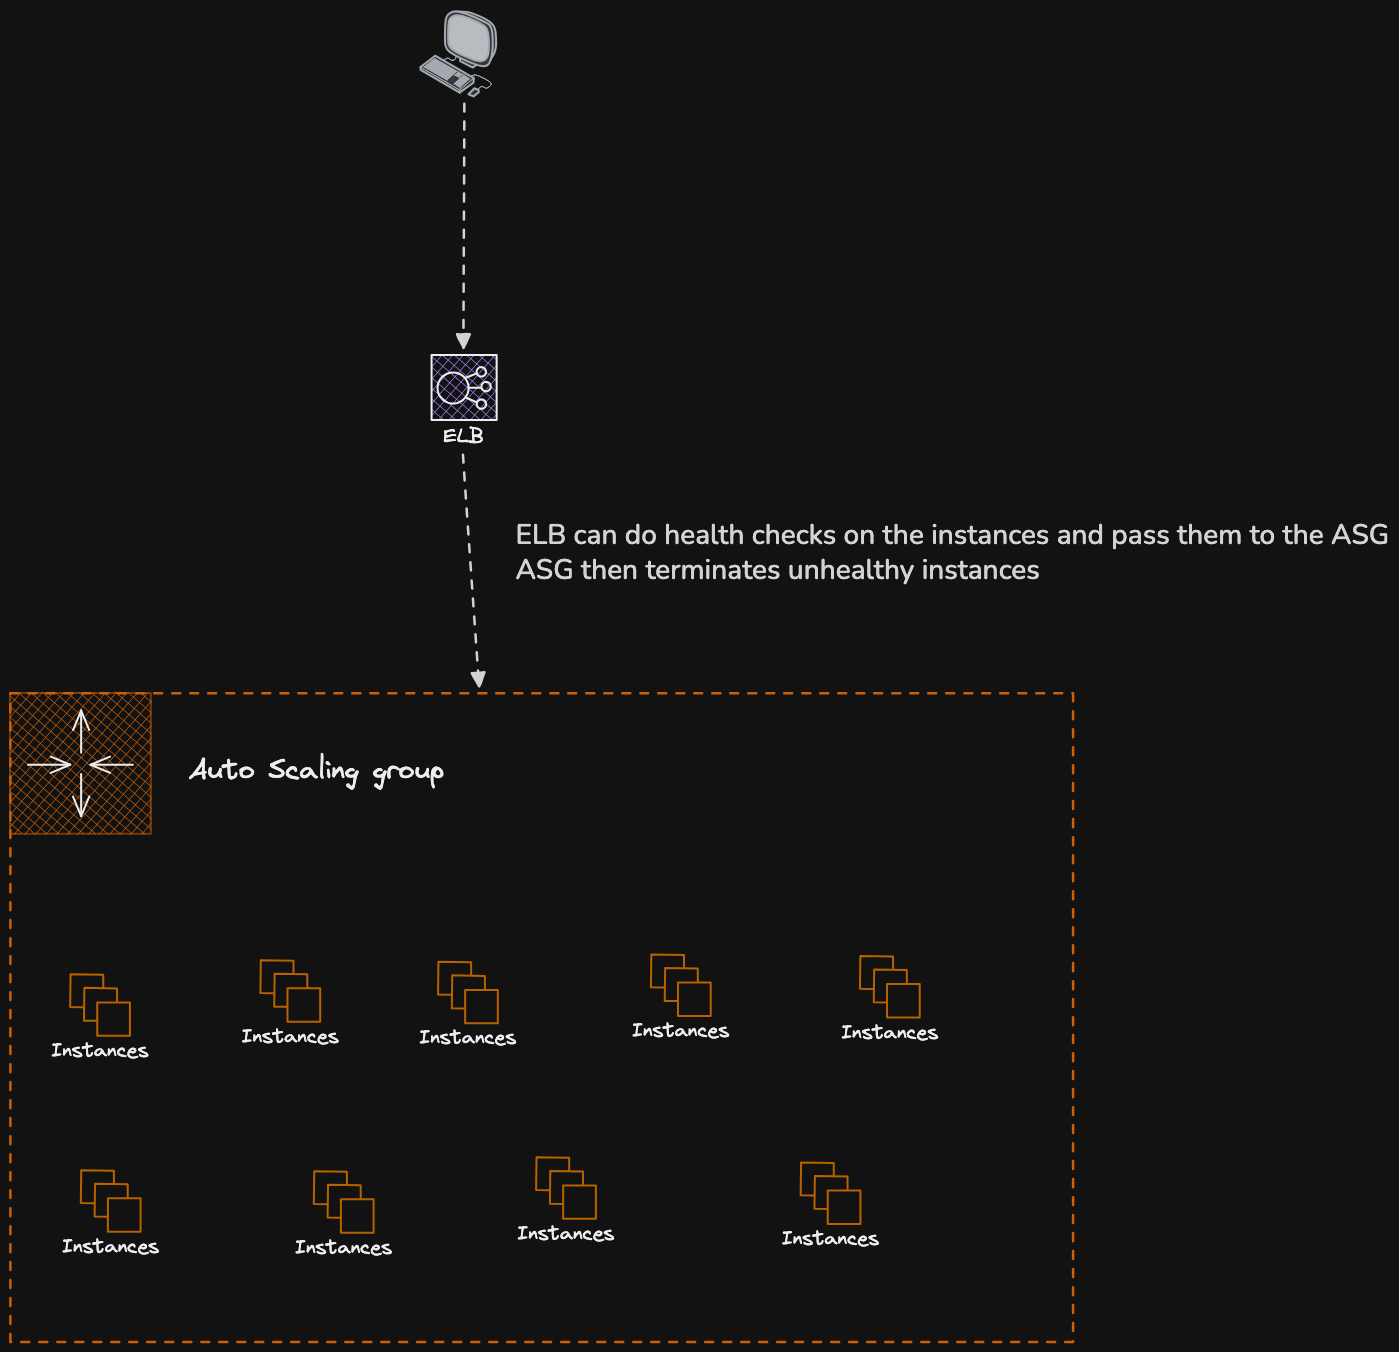 ELB
ELB can do health checks on the instances and pass them to the ASG
ASG then terminates unhealthy instances
Auto Scaling group
Instances
Instances
Instances
Instances
Instances
Instances
Instances
Instances
Instances